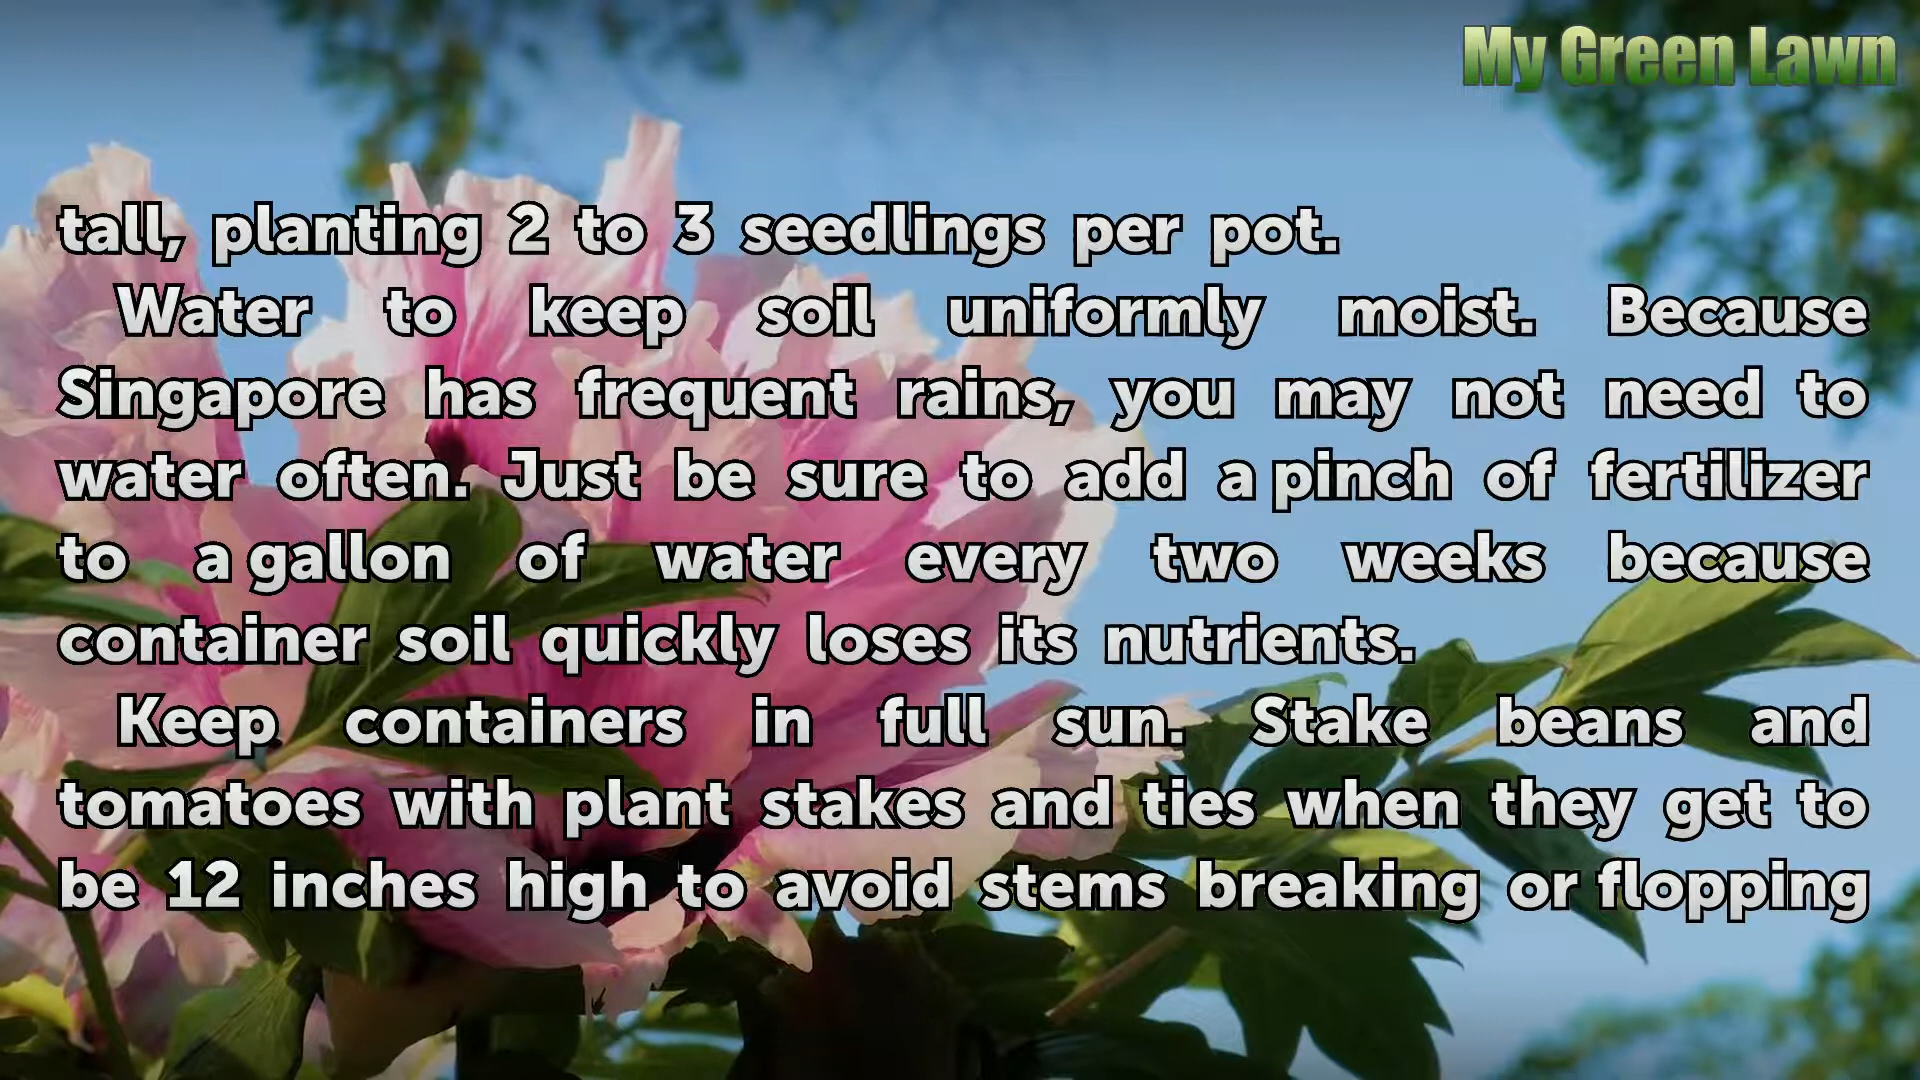 My Green Lawn
tall, planting 2 to 3 seedlings per pot.
Water to keep soil uniformly moist. Because
Singapore has frequent rains, you may not need to
water often. Just be sure to add a pinch of fertilizer
to a gallon of water every two weeks because
container soil quickly loses its nutrients.
Keep containers in full sun. Stake beans and
tomatoes with plant stakes and ties when they get to
be 12 inches high to avoid stems breaking or flopping